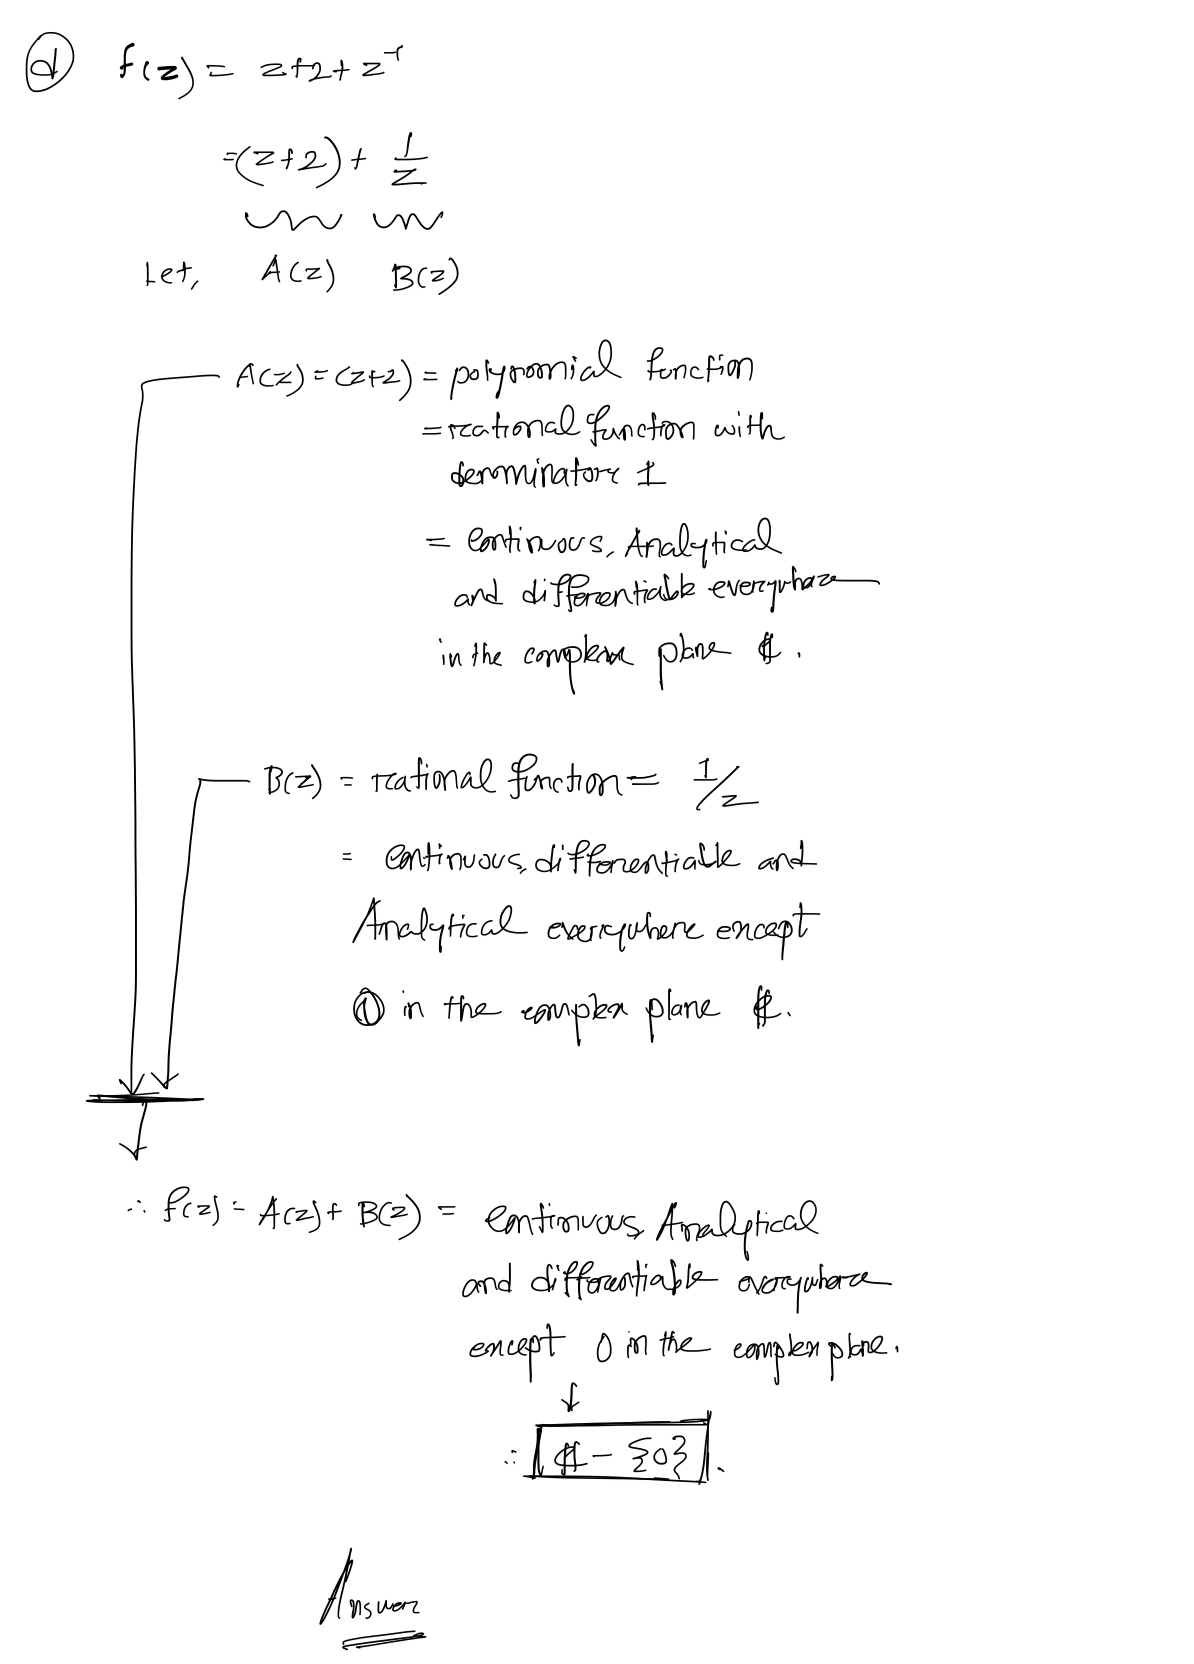 (d) f(z) = z+2+z⁻¹
=(z+2)+ 1/z
Let, A(z) B(z)
A(z)=(z+2) = polynomial function
= rational function with
denominator 1
= Continuous, Analytical
and differentiable everywhere
in the complex plane ℂ.
B(z) = rational function = 1/z
= Continuous, differentiable and
Analytical everywhere except
0 in the complex plane ℂ.
∴ f(z) = A(z)+B(z) = Continuous, Analytical
and differentiable everywhere
except 0 in the complex plane.
∴ ℂ – {0}.
Answer